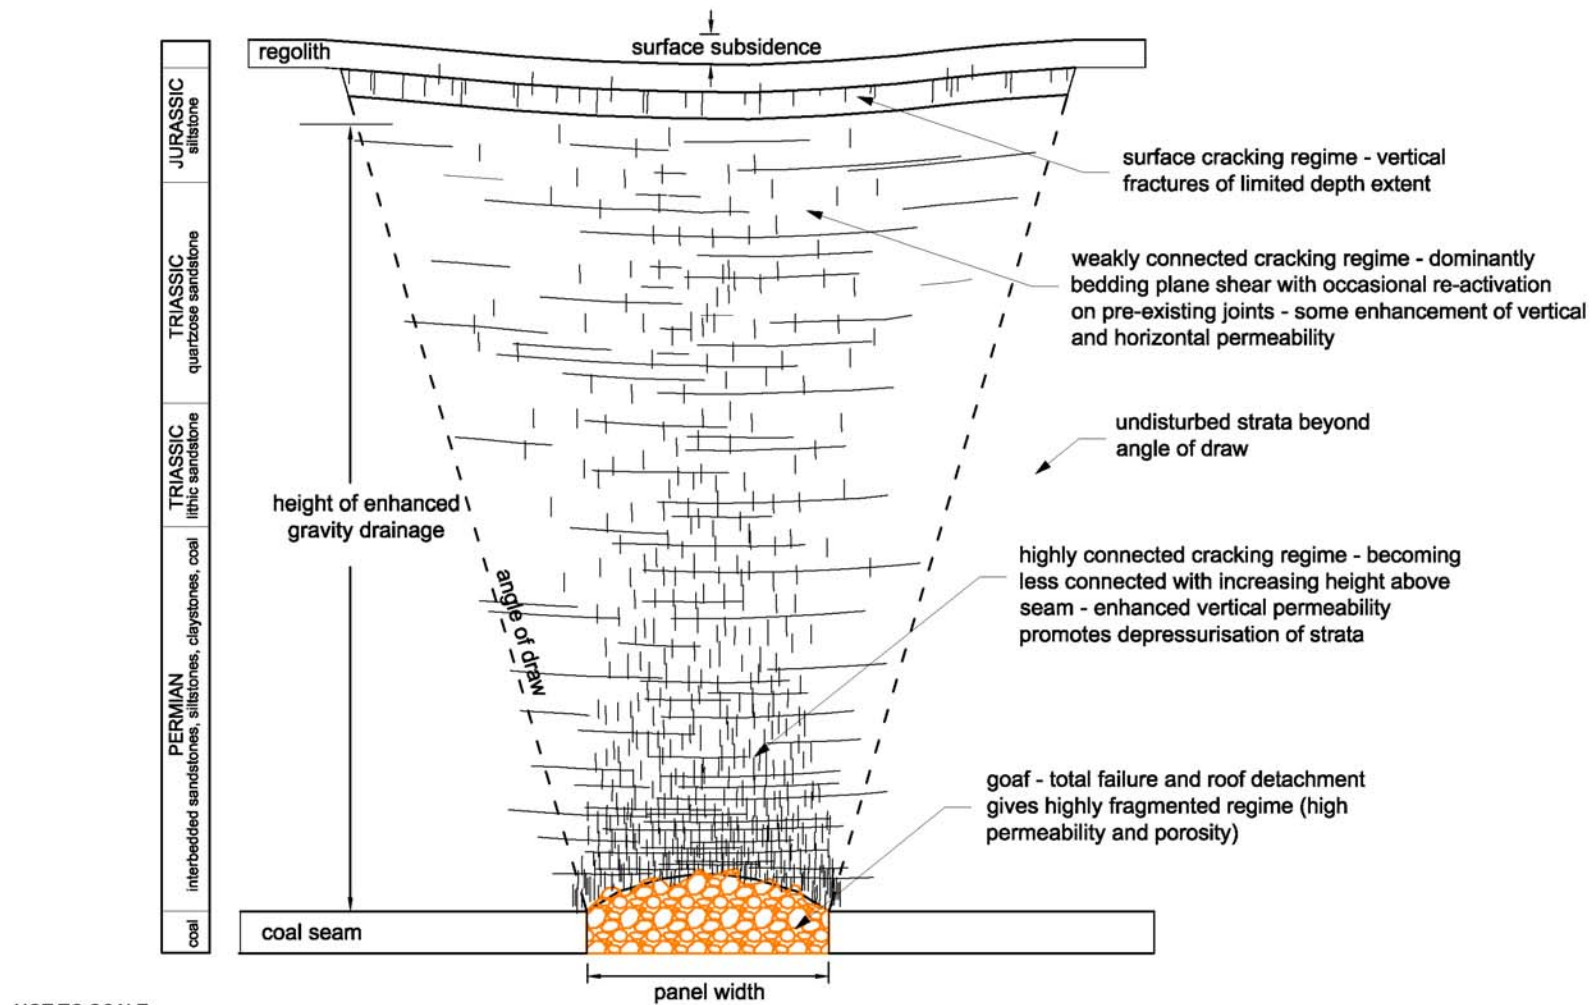 regolith
surface subsidence
JURASSIC
siltstone
TRIASSIC
quartzose sandstone
TRIASSIC
lithic sandstone
PERMIAN
interbedded sandstones, siltstones, claystones, coal
coal
surface cracking regime - vertical
fractures of limited depth extent
weakly connected cracking regime - dominantly
bedding plane shear with occasional re-activation
on pre-existing joints - some enhancement of vertical
and horizontal permeability
undisturbed strata beyond
angle of draw
height of enhanced
gravity drainage
angle of draw
highly connected cracking regime - becoming
less connected with increasing height above
seam - enhanced vertical permeability
promotes depressurisation of strata
goaf - total failure and roof detachment
gives highly fragmented regime (high
permeability and porosity)
coal seam
panel width